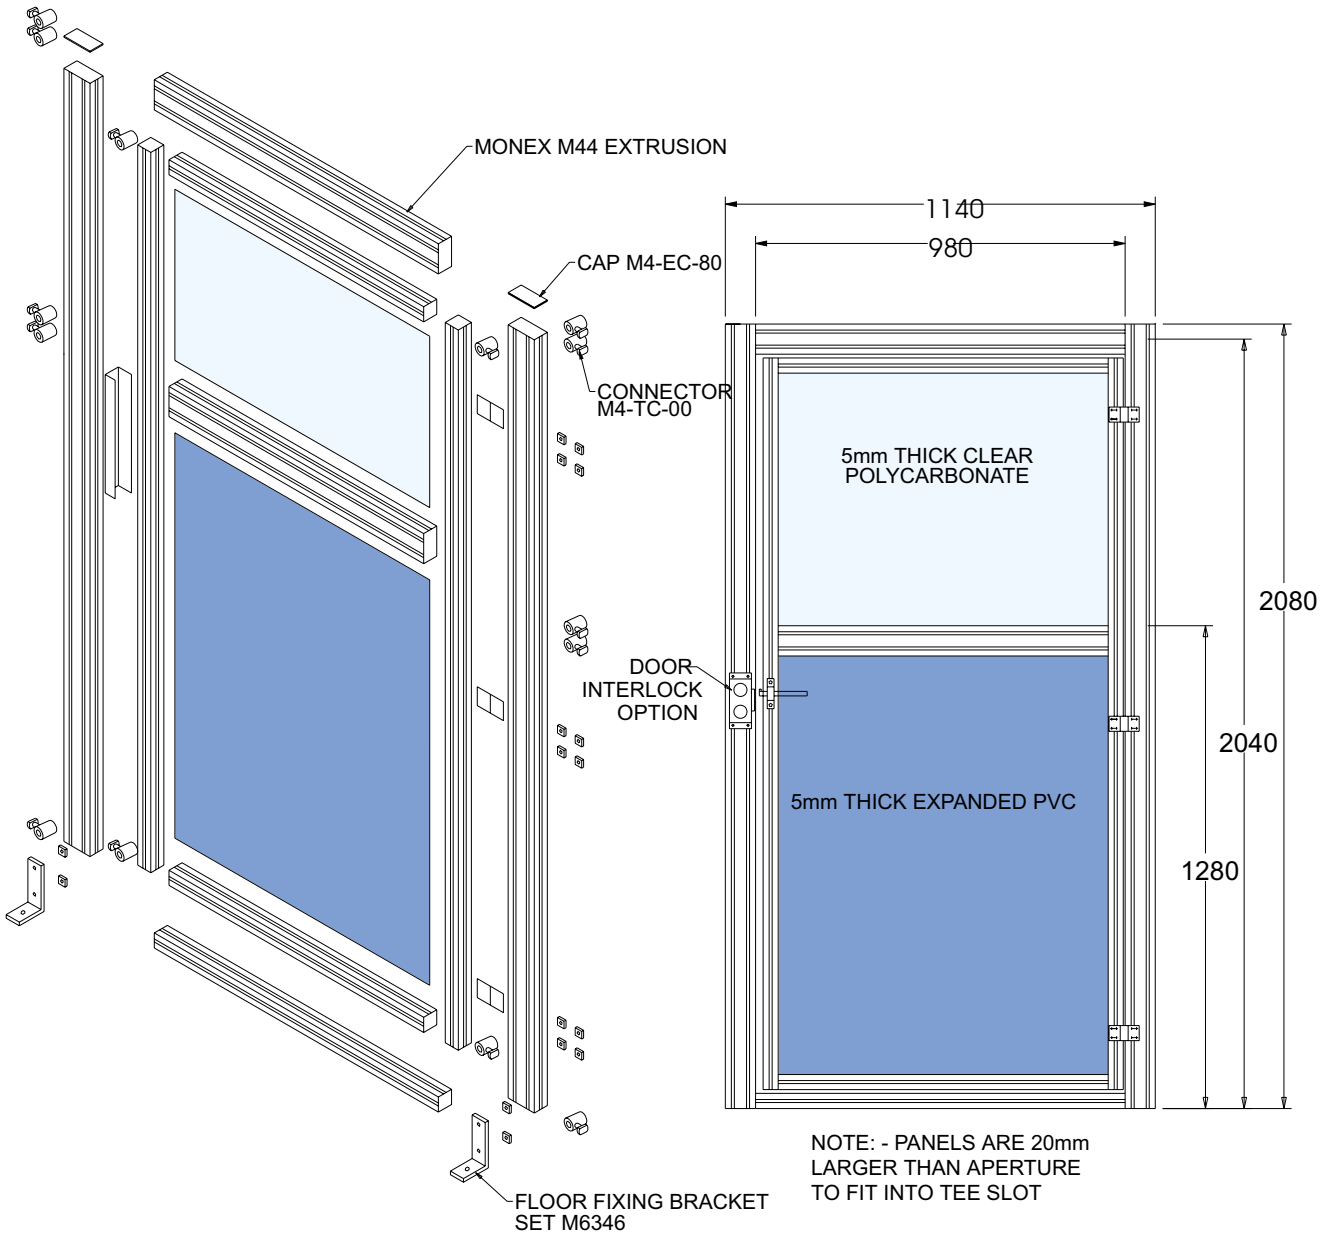 MONEX M44 EXTRUSION
CAP M4-EC-80
CONNECTOR
M4-TC-00
1140
980
5mm THICK CLEAR
POLYCARBONATE
2080
DOOR
INTERLOCK
OPTION
2040
5mm THICK EXPANDED PVC
1280
NOTE: - PANELS ARE 20mm
LARGER THAN APERTURE
TO FIT INTO TEE SLOT
FLOOR FIXING BRACKET
SET M6346